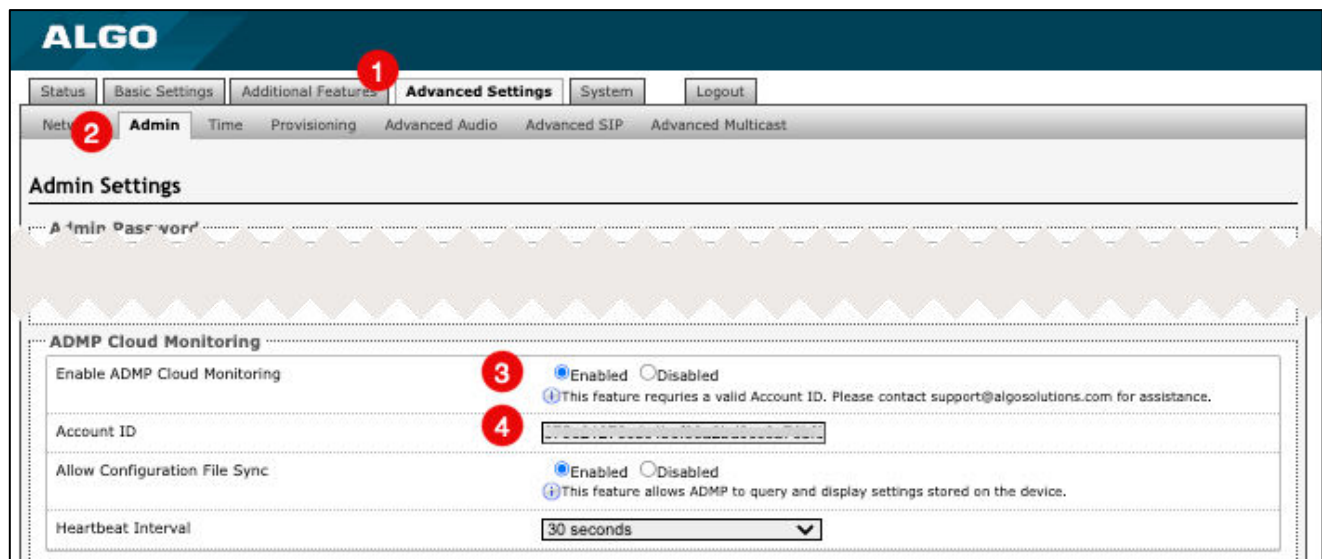 ALGO
1
Status Basic Settings Additional Features Advanced Settings System Logout
2 Admin Time Provisioning Advanced Audio Advanced SIP Advanced Multicast
Admin Settings
Admin Password
ADMP Cloud Monitoring
Enable ADMP Cloud Monitoring 3 Enabled Disabled
This feature requries a valid Account ID. Please contact support@algosolutions.com for assistance.
Account ID 4
Allow Configuration File Sync Enabled Disabled
This feature allows ADMP to query and display settings stored on the device.
Heartbeat Interval 30 seconds